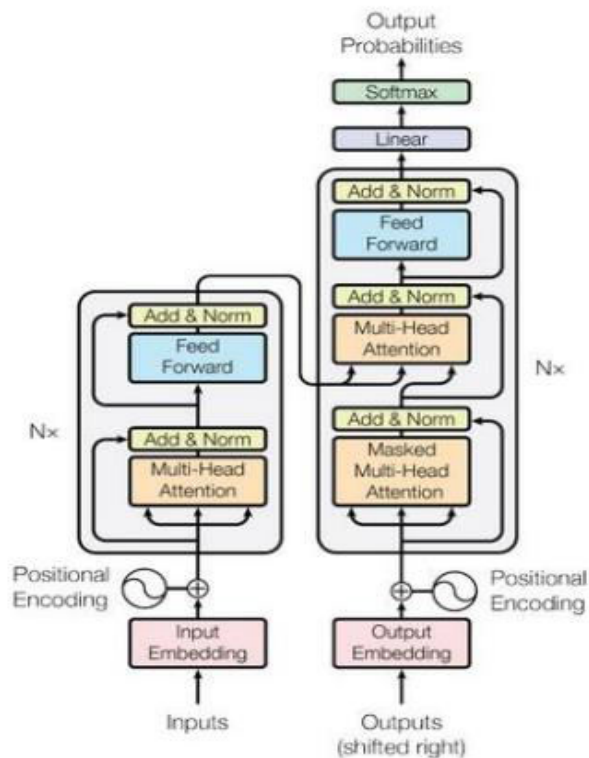 Output
Probabilities
Softmax
Linear
Add & Norm
Feed
Forward
Add & Norm
Multi-Head
Attention
Add & Norm
Masked
Multi-Head
Attention
Nx
Add & Norm
Feed
Forward
Add & Norm
Multi-Head
Attention
Nx
Positional
Encoding
Positional
Encoding
Input
Embedding
Output
Embedding
Inputs
Outputs
(shifted right)